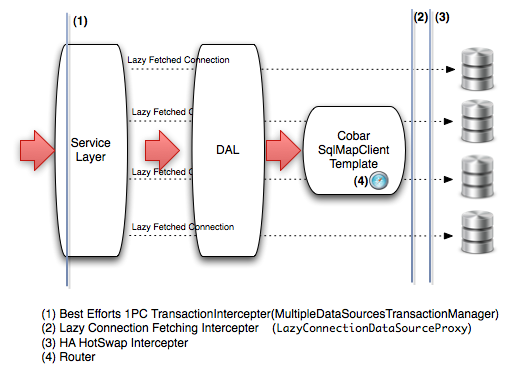 (1)
(2)
(3)
Lazy Fetched Connection
Lazy Fetched C
Service
Layer
DAL
Cobar
SqlMapClient
Template
(4)
Lazy Fetched C
Lazy Fetched Connection
(1) Best Efforts 1PC TransactionIntercepter(MultipleDataSourcesTransactionManager)
(2) Lazy Connection Fetching Intercepter (LazyConnectionDataSourceProxy)
(3) HA HotSwap Intercepter
(4) Router